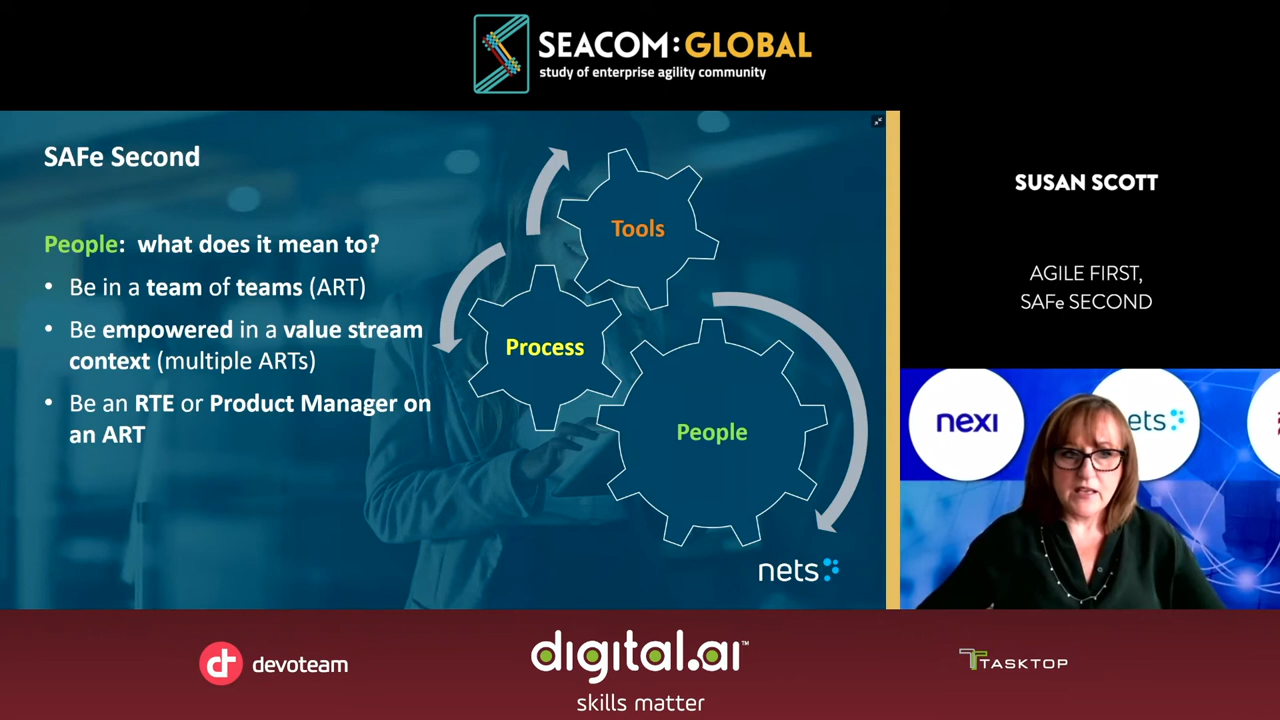 SEACOM:GLOBAL
study of enterprise agility community
SAFe Second
People: what does it mean to?
• Be in a team of teams (ART)
• Be empowered in a value stream
context (multiple ARTs)
• Be an RTE or Product Manager on
an ART
Tools
Process
People
nets
SUSAN SCOTT
AGILE FIRST,
SAFe SECOND
nexi
ets
devoteam
digital.ai™
skills matter
TASKTOP